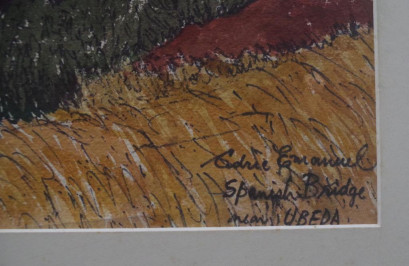 Cedric Emanuel
Spanish Bridge
near UBEDA.